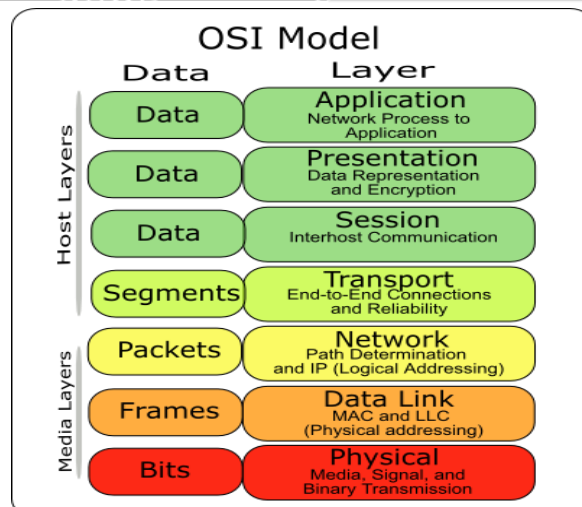 OSI Model
Data Layer
Data Application
Network Process to
Application
Data Presentation
Data Representation
and Encryption
Data Session
Interhost Communication
Segments Transport
End-to-End Connections
and Reliability
Packets Network
Path Determination
and IP (Logical Addressing)
Frames Data Link
MAC and LLC
(Physical addressing)
Bits Physical
Media, Signal, and
Binary Transmission
Host Layers
Media Layers